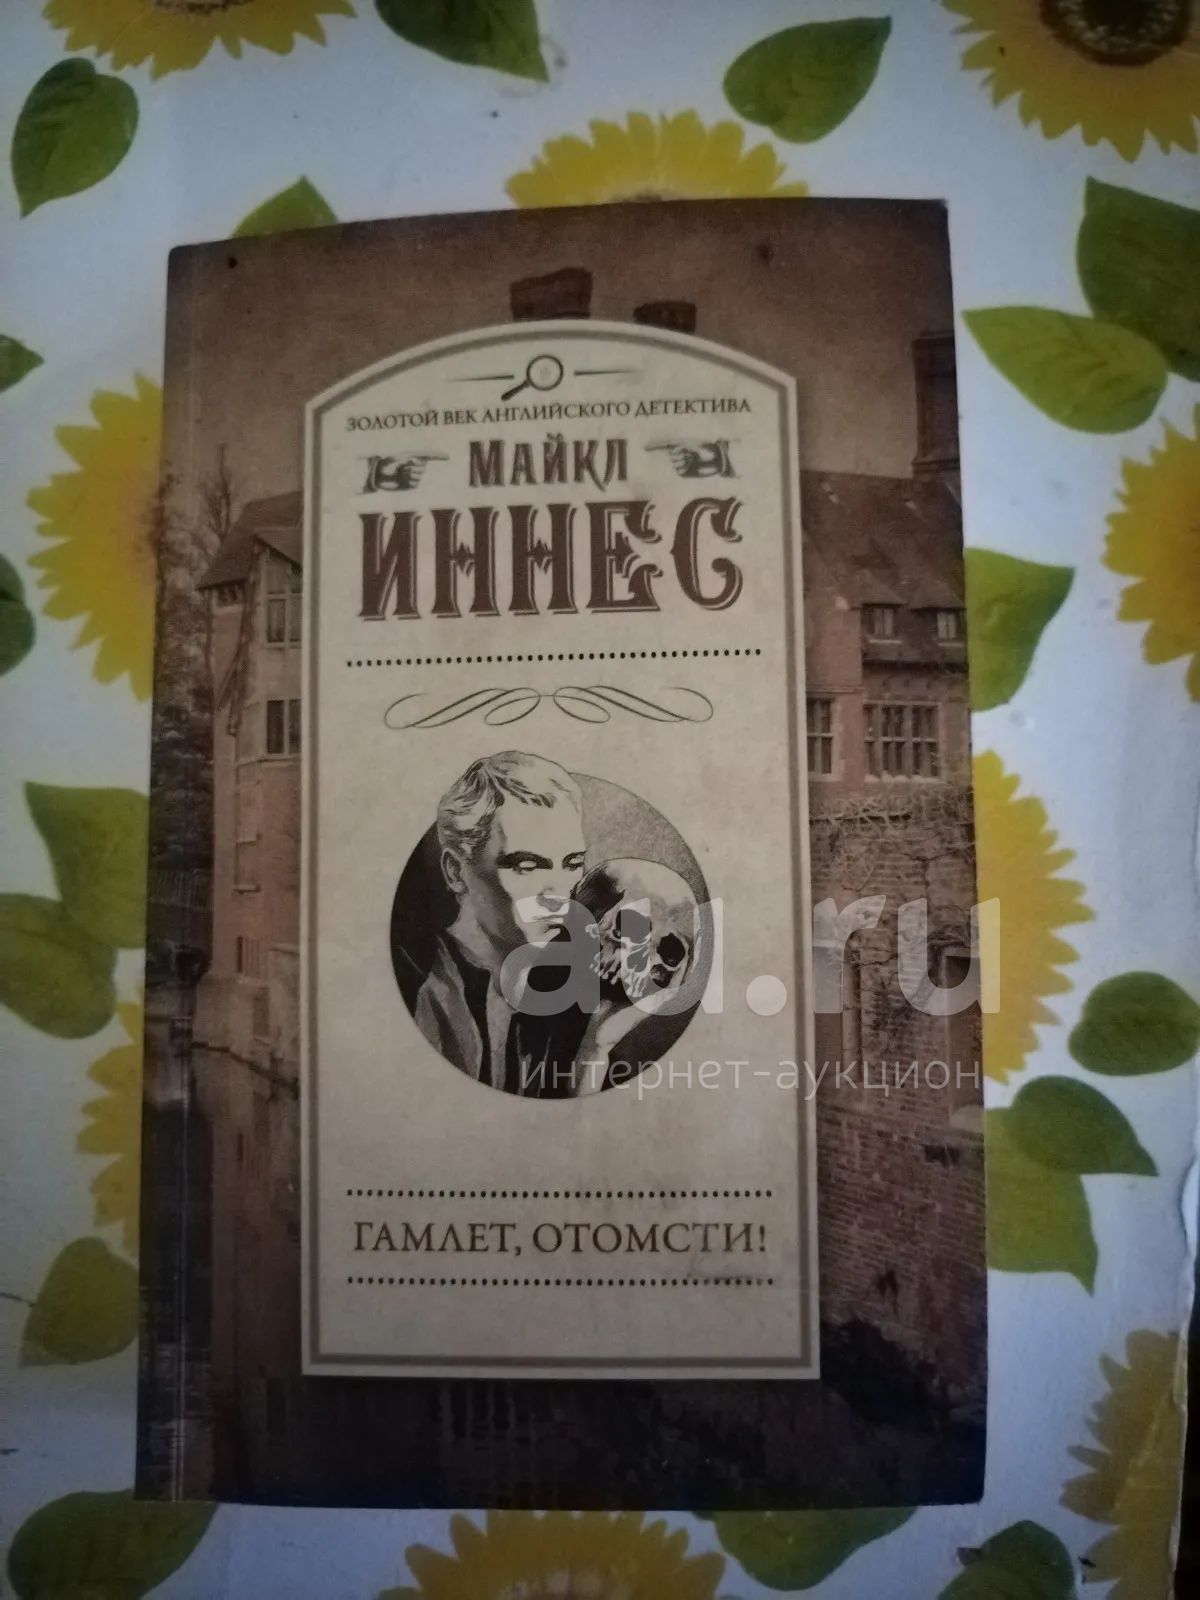 ЗОЛОТОЙ ВЕК АНГЛИЙСКОГО ДЕТЕКТИВА
МАЙКЛ
ИННЕС
au.ru
интернет-аукцион
ГАМЛЕТ, ОТОМСТИ!